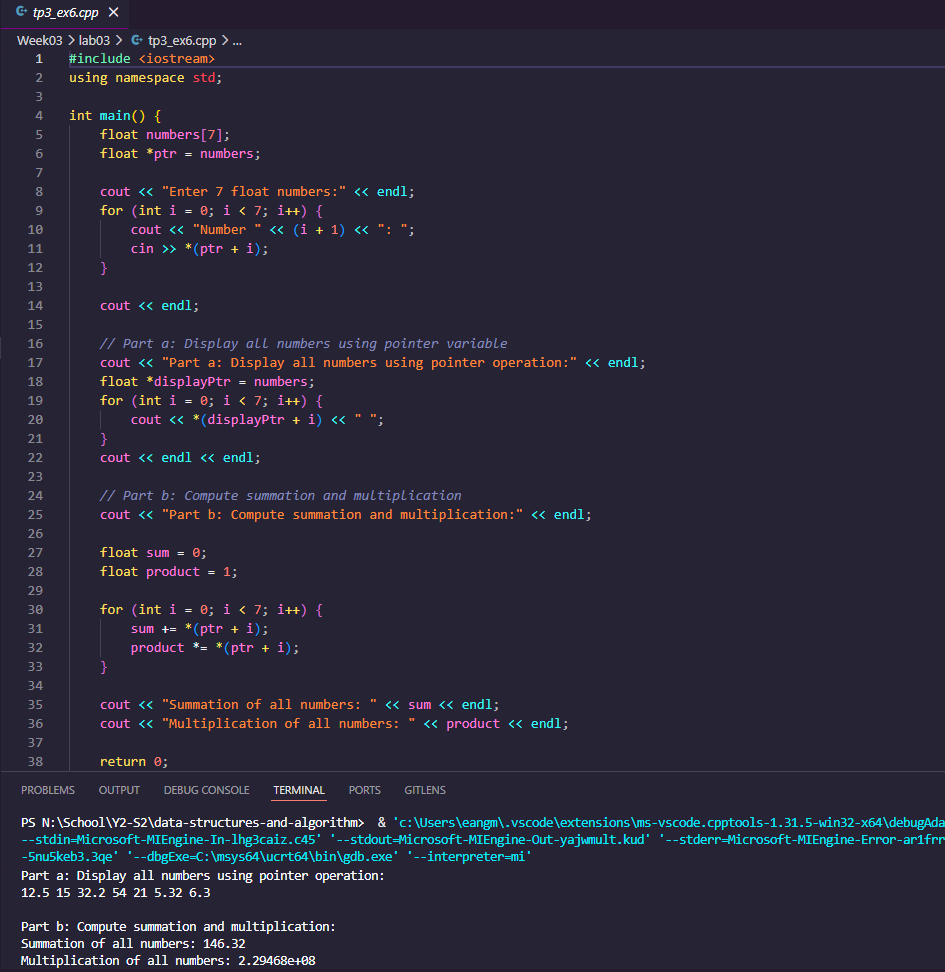 tp3_ex6.cpp
Week03 > lab03 > tp3_ex6.cpp > ...
1 #include <iostream>
2 using namespace std;
3
4 int main() {
5     float numbers[7];
6     float *ptr = numbers;
7
8     cout << "Enter 7 float numbers:" << endl;
9     for (int i = 0; i < 7; i++) {
10         cout << "Number " << (i + 1) << ": ";
11         cin >> *(ptr + i);
12     }
13
14     cout << endl;
15
16     // Part a: Display all numbers using pointer variable
17     cout << "Part a: Display all numbers using pointer operation:" << endl;
18     float *displayPtr = numbers;
19     for (int i = 0; i < 7; i++) {
20         cout << *(displayPtr + i) << " ";
21     }
22     cout << endl << endl;
23
24     // Part b: Compute summation and multiplication
25     cout << "Part b: Compute summation and multiplication:" << endl;
26
27     float sum = 0;
28     float product = 1;
29
30     for (int i = 0; i < 7; i++) {
31         sum += *(ptr + i);
32         product *= *(ptr + i);
33     }
34
35     cout << "Summation of all numbers: " << sum << endl;
36     cout << "Multiplication of all numbers: " << product << endl;
37
38     return 0;
PROBLEMS OUTPUT DEBUG CONSOLE TERMINAL PORTS GITLENS
PS N:\School\Y2-S2\data-structures-and-algorithm>  & 'c:\Users\eangm\.vscode\extensions\ms-vscode.cpptools-1.31.5-win32-x64\debugAda
--stdin=Microsoft-MIEngine-In-lhg3caiz.c45' '--stdout=Microsoft-MIEngine-Out-yajwmult.kud' '--stderr=Microsoft-MIEngine-Error-ar1frr
-5nu5keb3.3qe' '--dbgExe=C:\msys64\ucrt64\bin\gdb.exe' '--interpreter=mi'
Part a: Display all numbers using pointer operation:
12.5 15 32.2 54 21 5.32 6.3
Part b: Compute summation and multiplication:
Summation of all numbers: 146.32
Multiplication of all numbers: 2.29468e+08